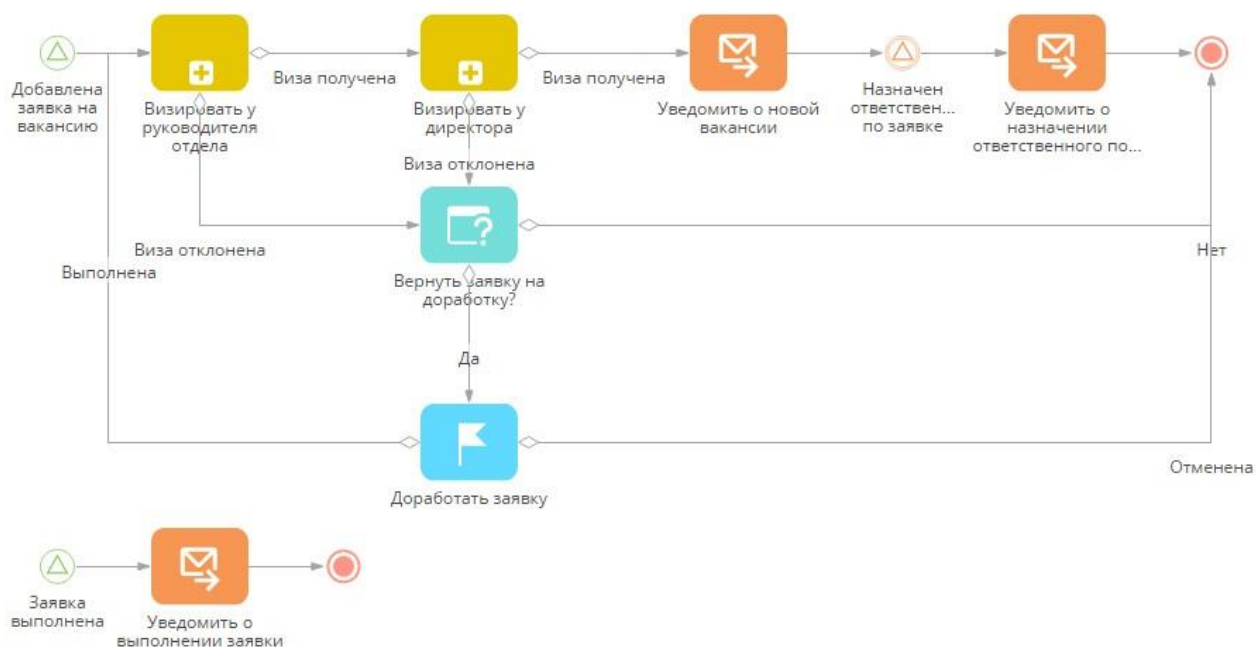 Добавлена
заявка на
вакансию
Визировать у
руководителя
отдела
Виза получена
Визировать у
директора
Виза получена
Уведомить о новой
вакансии
Назначен
ответствен...
по заявке
Уведомить о
назначении
ответственного по...
Виза отклонена
Виза отклонена
Выполнена
Вернуть заявку на
доработку?
Нет
Да
Доработать заявку
Отменена
Заявка
выполнена
Уведомить о
выполнении заявки